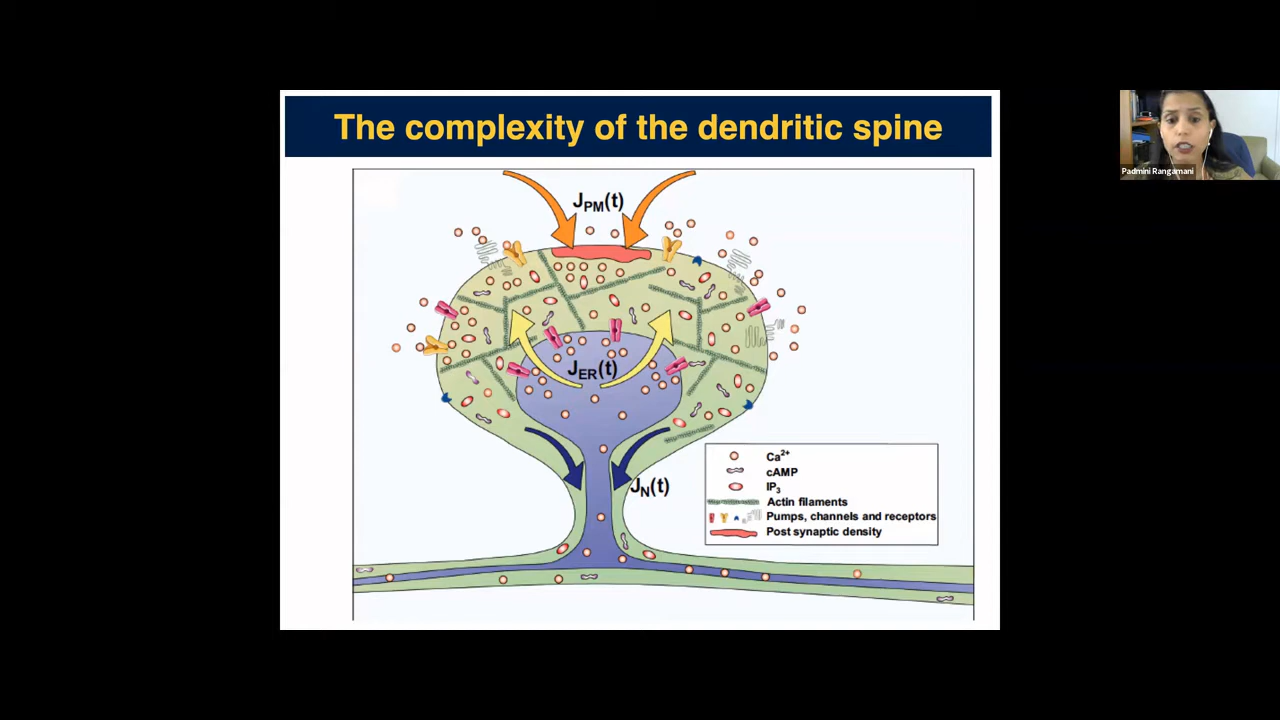 The complexity of the dendritic spine
Padmini Rangamani
J_PM(t)
J_ER(t)
J_N(t)
Ca²⁺
cAMP
IP₃
Actin filaments
Pumps, channels and receptors
Post synaptic density